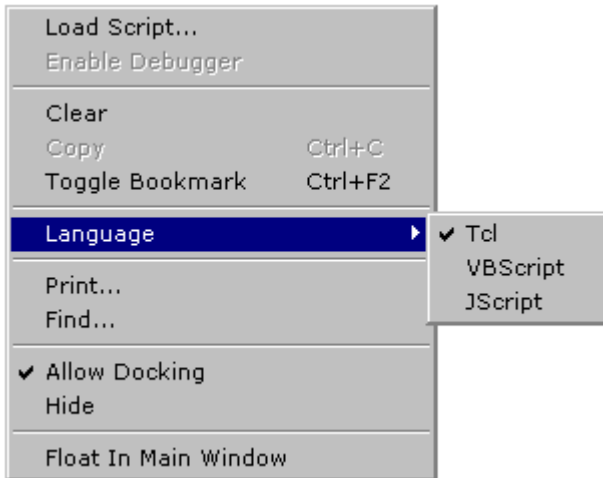 Load Script...
Enable Debugger
Clear
Copy Ctrl+C
Toggle Bookmark Ctrl+F2
Language
Tcl
VBScript
JScript
Print...
Find...
Allow Docking
Hide
Float In Main Window